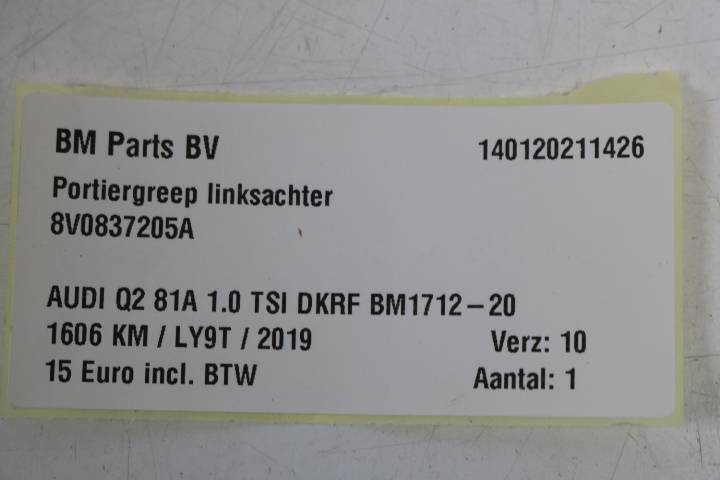 BM Parts BV 140120211426
Portiergreep linksachter
8V0837205A
AUDI Q2 81A 1.0 TSI DKRF BM1712-20
1606 KM / LY9T / 2019 Verz: 10
15 Euro incl. BTW Aantal: 1